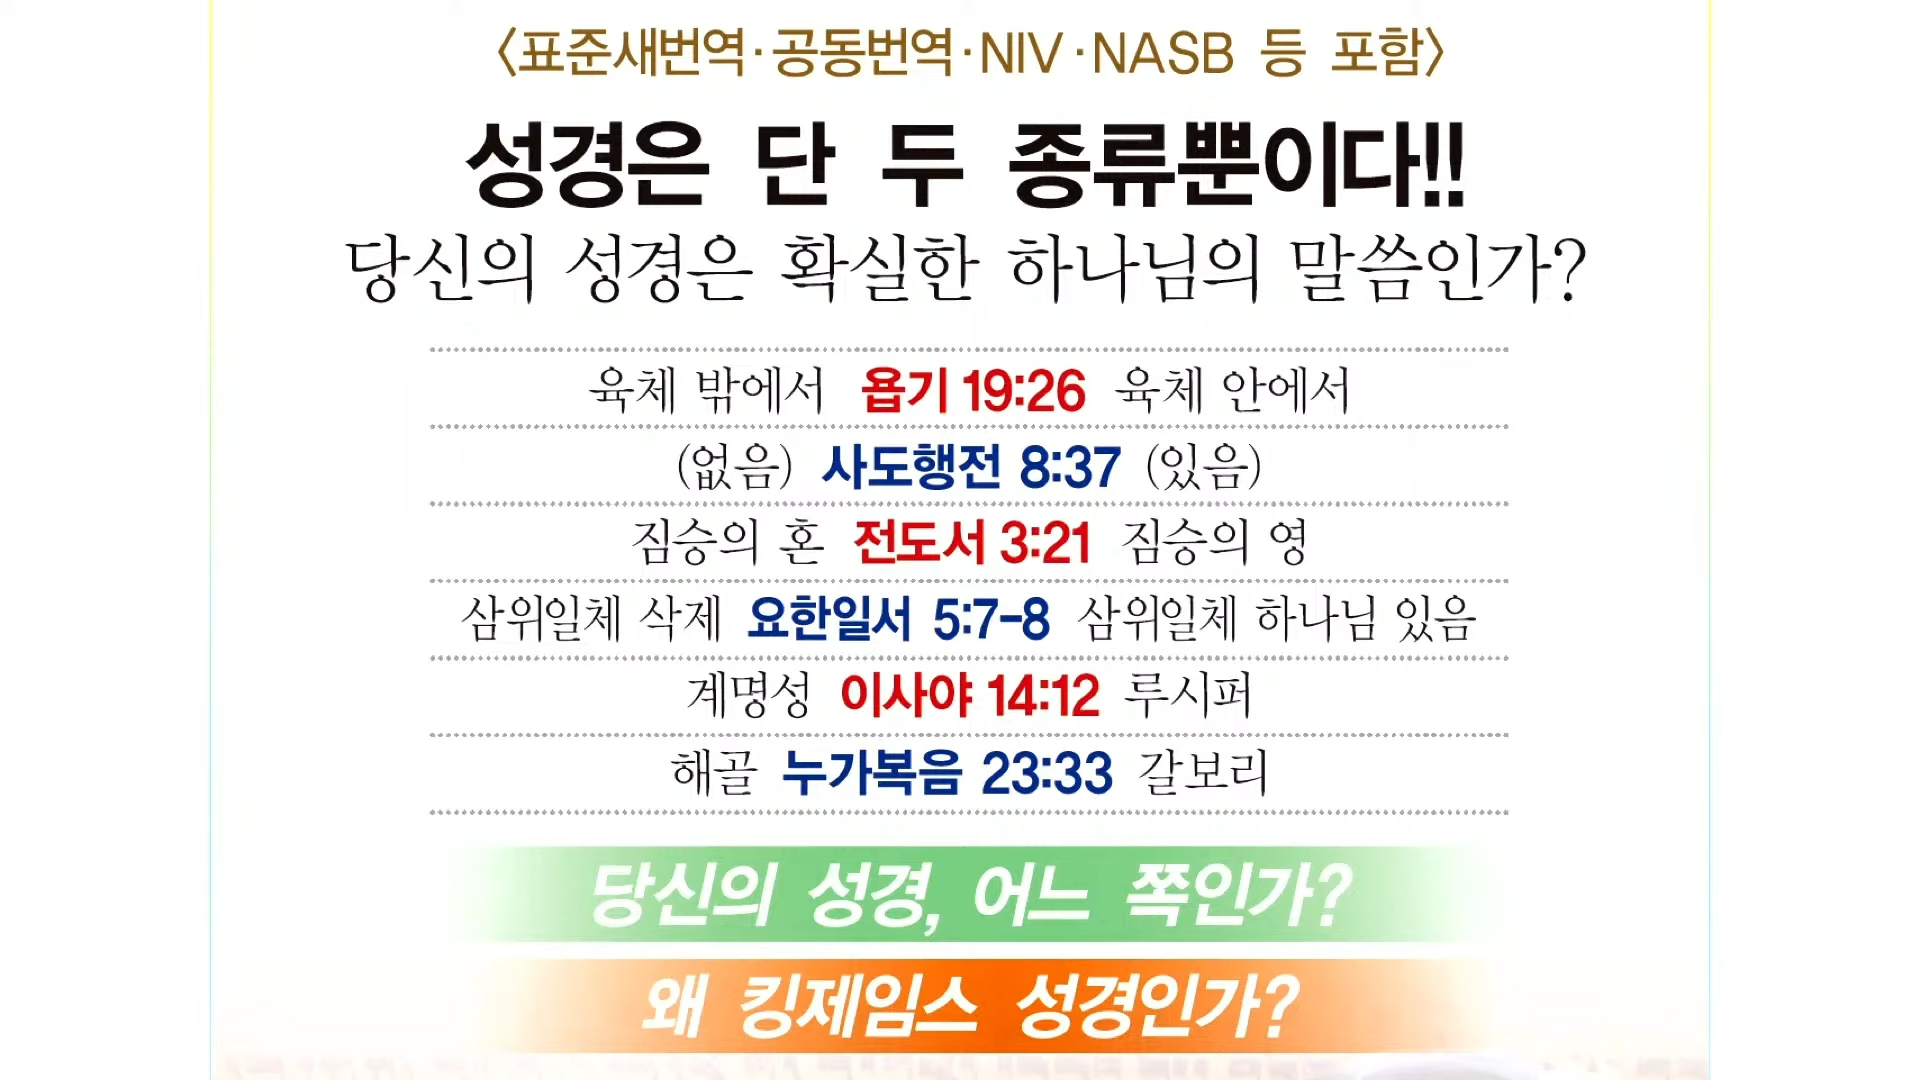 〈표준새번역·공동번역·NIV·NASB 등 포함〉
성경은 단 두 종류뿐이다!!
당신의 성경은 확실한 하나님의 말씀인가?
육체 밖에서 욥기 19:26 육체 안에서
(없음) 사도행전 8:37 (있음)
짐승의 혼 전도서 3:21 짐승의 영
삼위일체 삭제 요한일서 5:7-8 삼위일체 하나님 있음
계명성 이사야 14:12 루시퍼
해골 누가복음 23:33 갈보리
당신의 성경, 어느 쪽인가?
왜 킹제임스 성경인가?